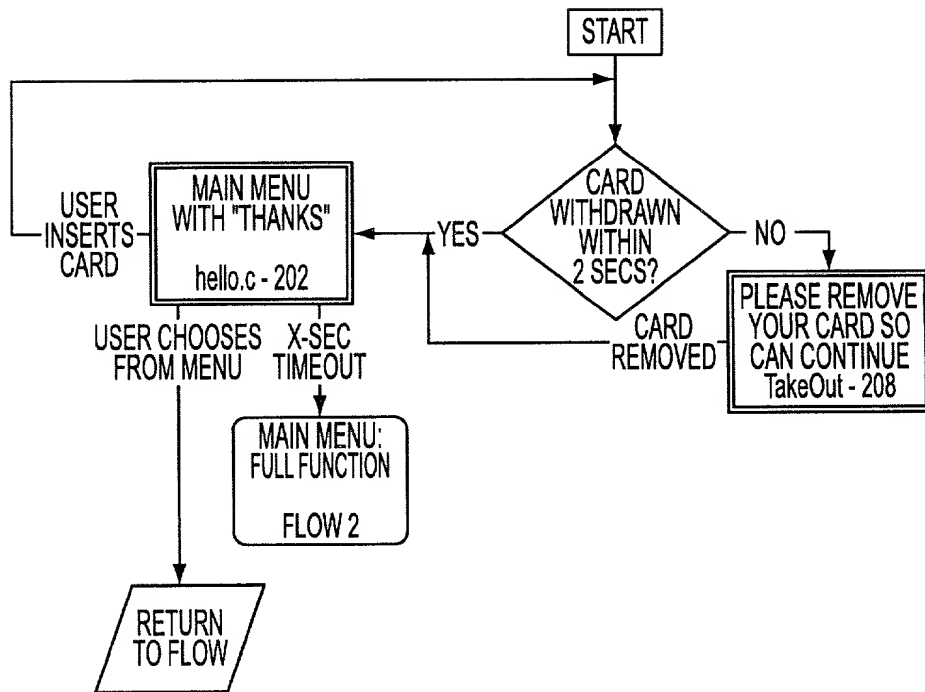 START
CARD
WITHDRAWN
WITHIN
2 SECS?
YES
NO
MAIN MENU
WITH "THANKS"
hello.c - 202
USER
INSERTS
CARD
PLEASE REMOVE
YOUR CARD SO
CAN CONTINUE
TakeOut - 208
CARD
REMOVED
USER CHOOSES
FROM MENU
X-SEC
TIMEOUT
MAIN MENU:
FULL FUNCTION
FLOW 2
RETURN
TO FLOW